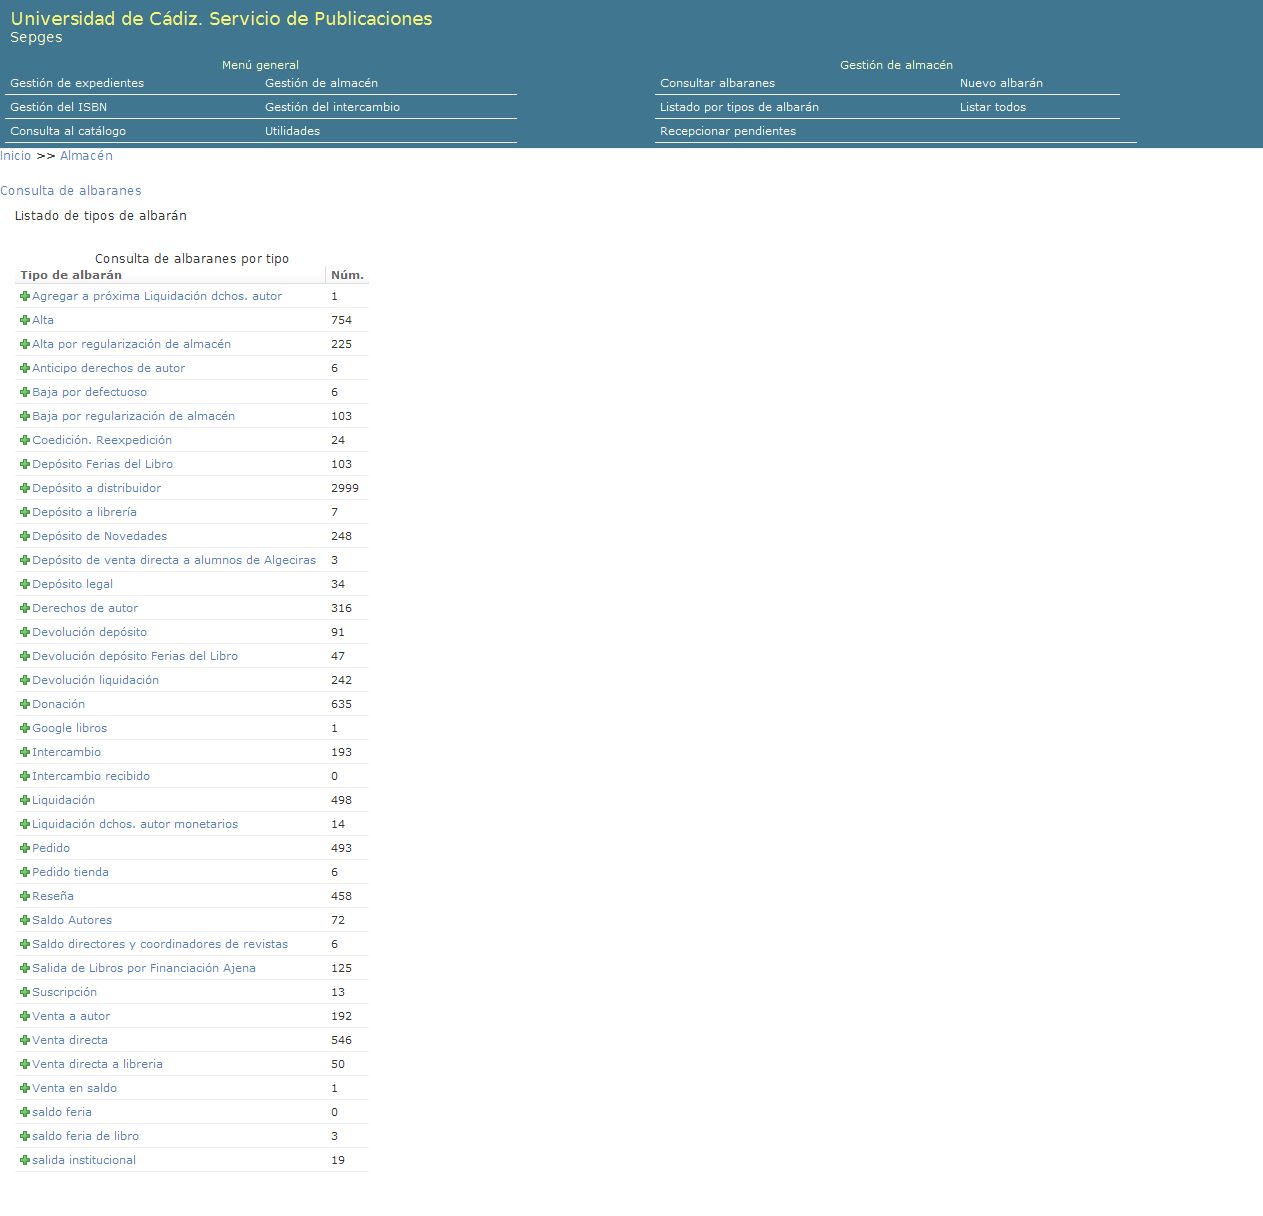 Universidad de Cádiz. Servicio de Publicaciones
Sepges
Menú general
Gestión de expedientes Gestión de almacén
Gestión del ISBN Gestión del intercambio
Consulta al catálogo Utilidades
Gestión de almacén
Consultar albaranes Nuevo albarán
Listado por tipos de albarán Listar todos
Recepcionar pendientes
Inicio >> Almacén
Consulta de albaranes
Listado de tipos de albarán
Consulta de albaranes por tipo
Tipo de albarán Núm.
Agregar a próxima Liquidación dchos. autor 1
Alta 754
Alta por regularización de almacén 225
Anticipo derechos de autor 6
Baja por defectuoso 6
Baja por regularización de almacén 103
Coedición. Reexpedición 24
Depósito Ferias del Libro 103
Depósito a distribuidor 2999
Depósito a librería 7
Depósito de Novedades 248
Depósito de venta directa a alumnos de Algeciras 3
Depósito legal 34
Derechos de autor 316
Devolución depósito 91
Devolución depósito Ferias del Libro 47
Devolución liquidación 242
Donación 635
Google libros 1
Intercambio 193
Intercambio recibido 0
Liquidación 498
Liquidación dchos. autor monetarios 14
Pedido 493
Pedido tienda 6
Reseña 458
Saldo Autores 72
Saldo directores y coordinadores de revistas 6
Salida de Libros por Financiación Ajena 125
Suscripción 13
Venta a autor 192
Venta directa 546
Venta directa a libreria 50
Venta en saldo 1
saldo feria 0
saldo feria de libro 3
salida institucional 19